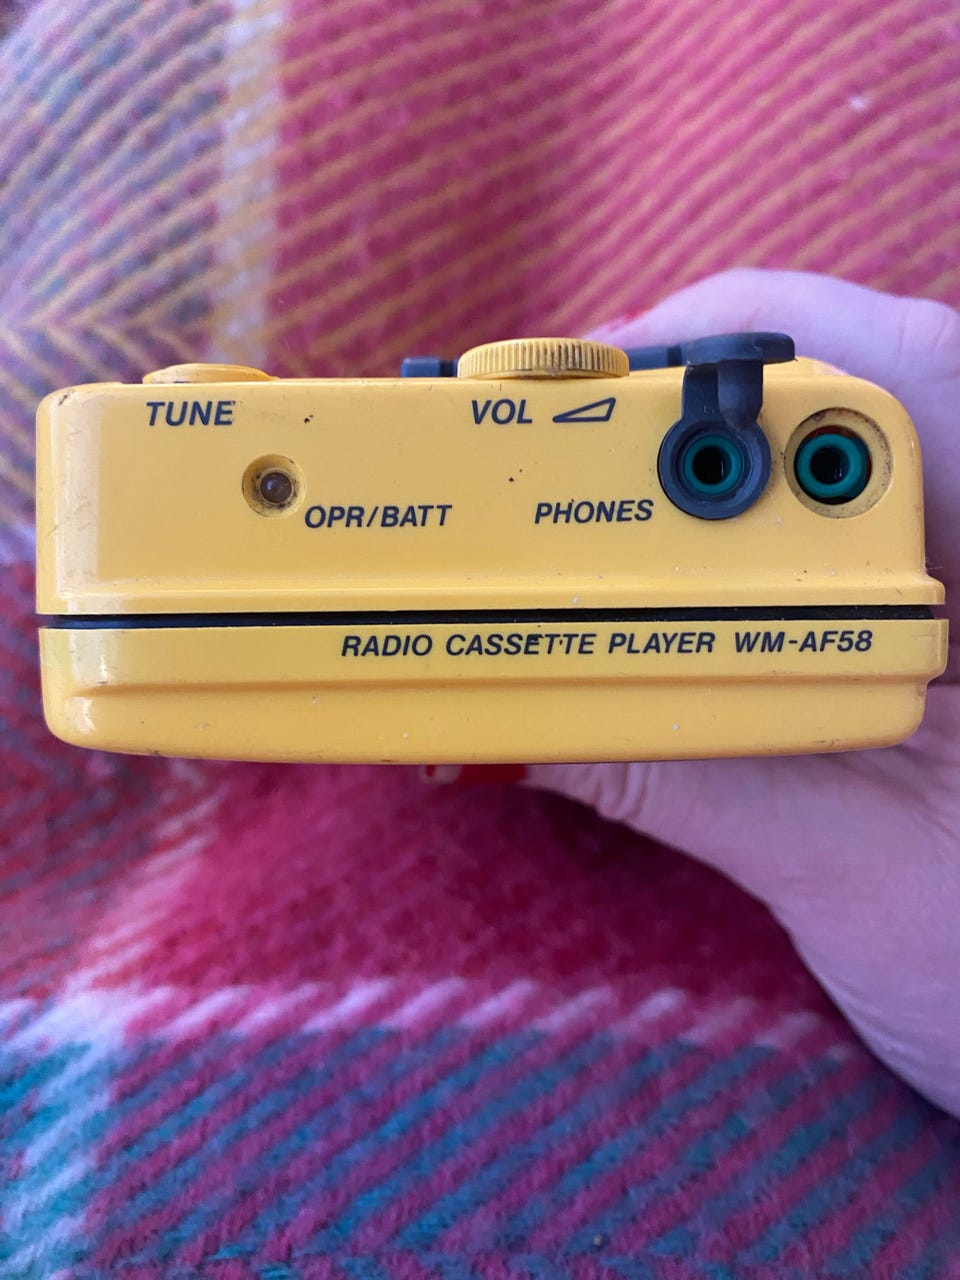 TUNE
VOL
OPR/BATT
PHONES
RADIO CASSETTE PLAYER WM-AF58